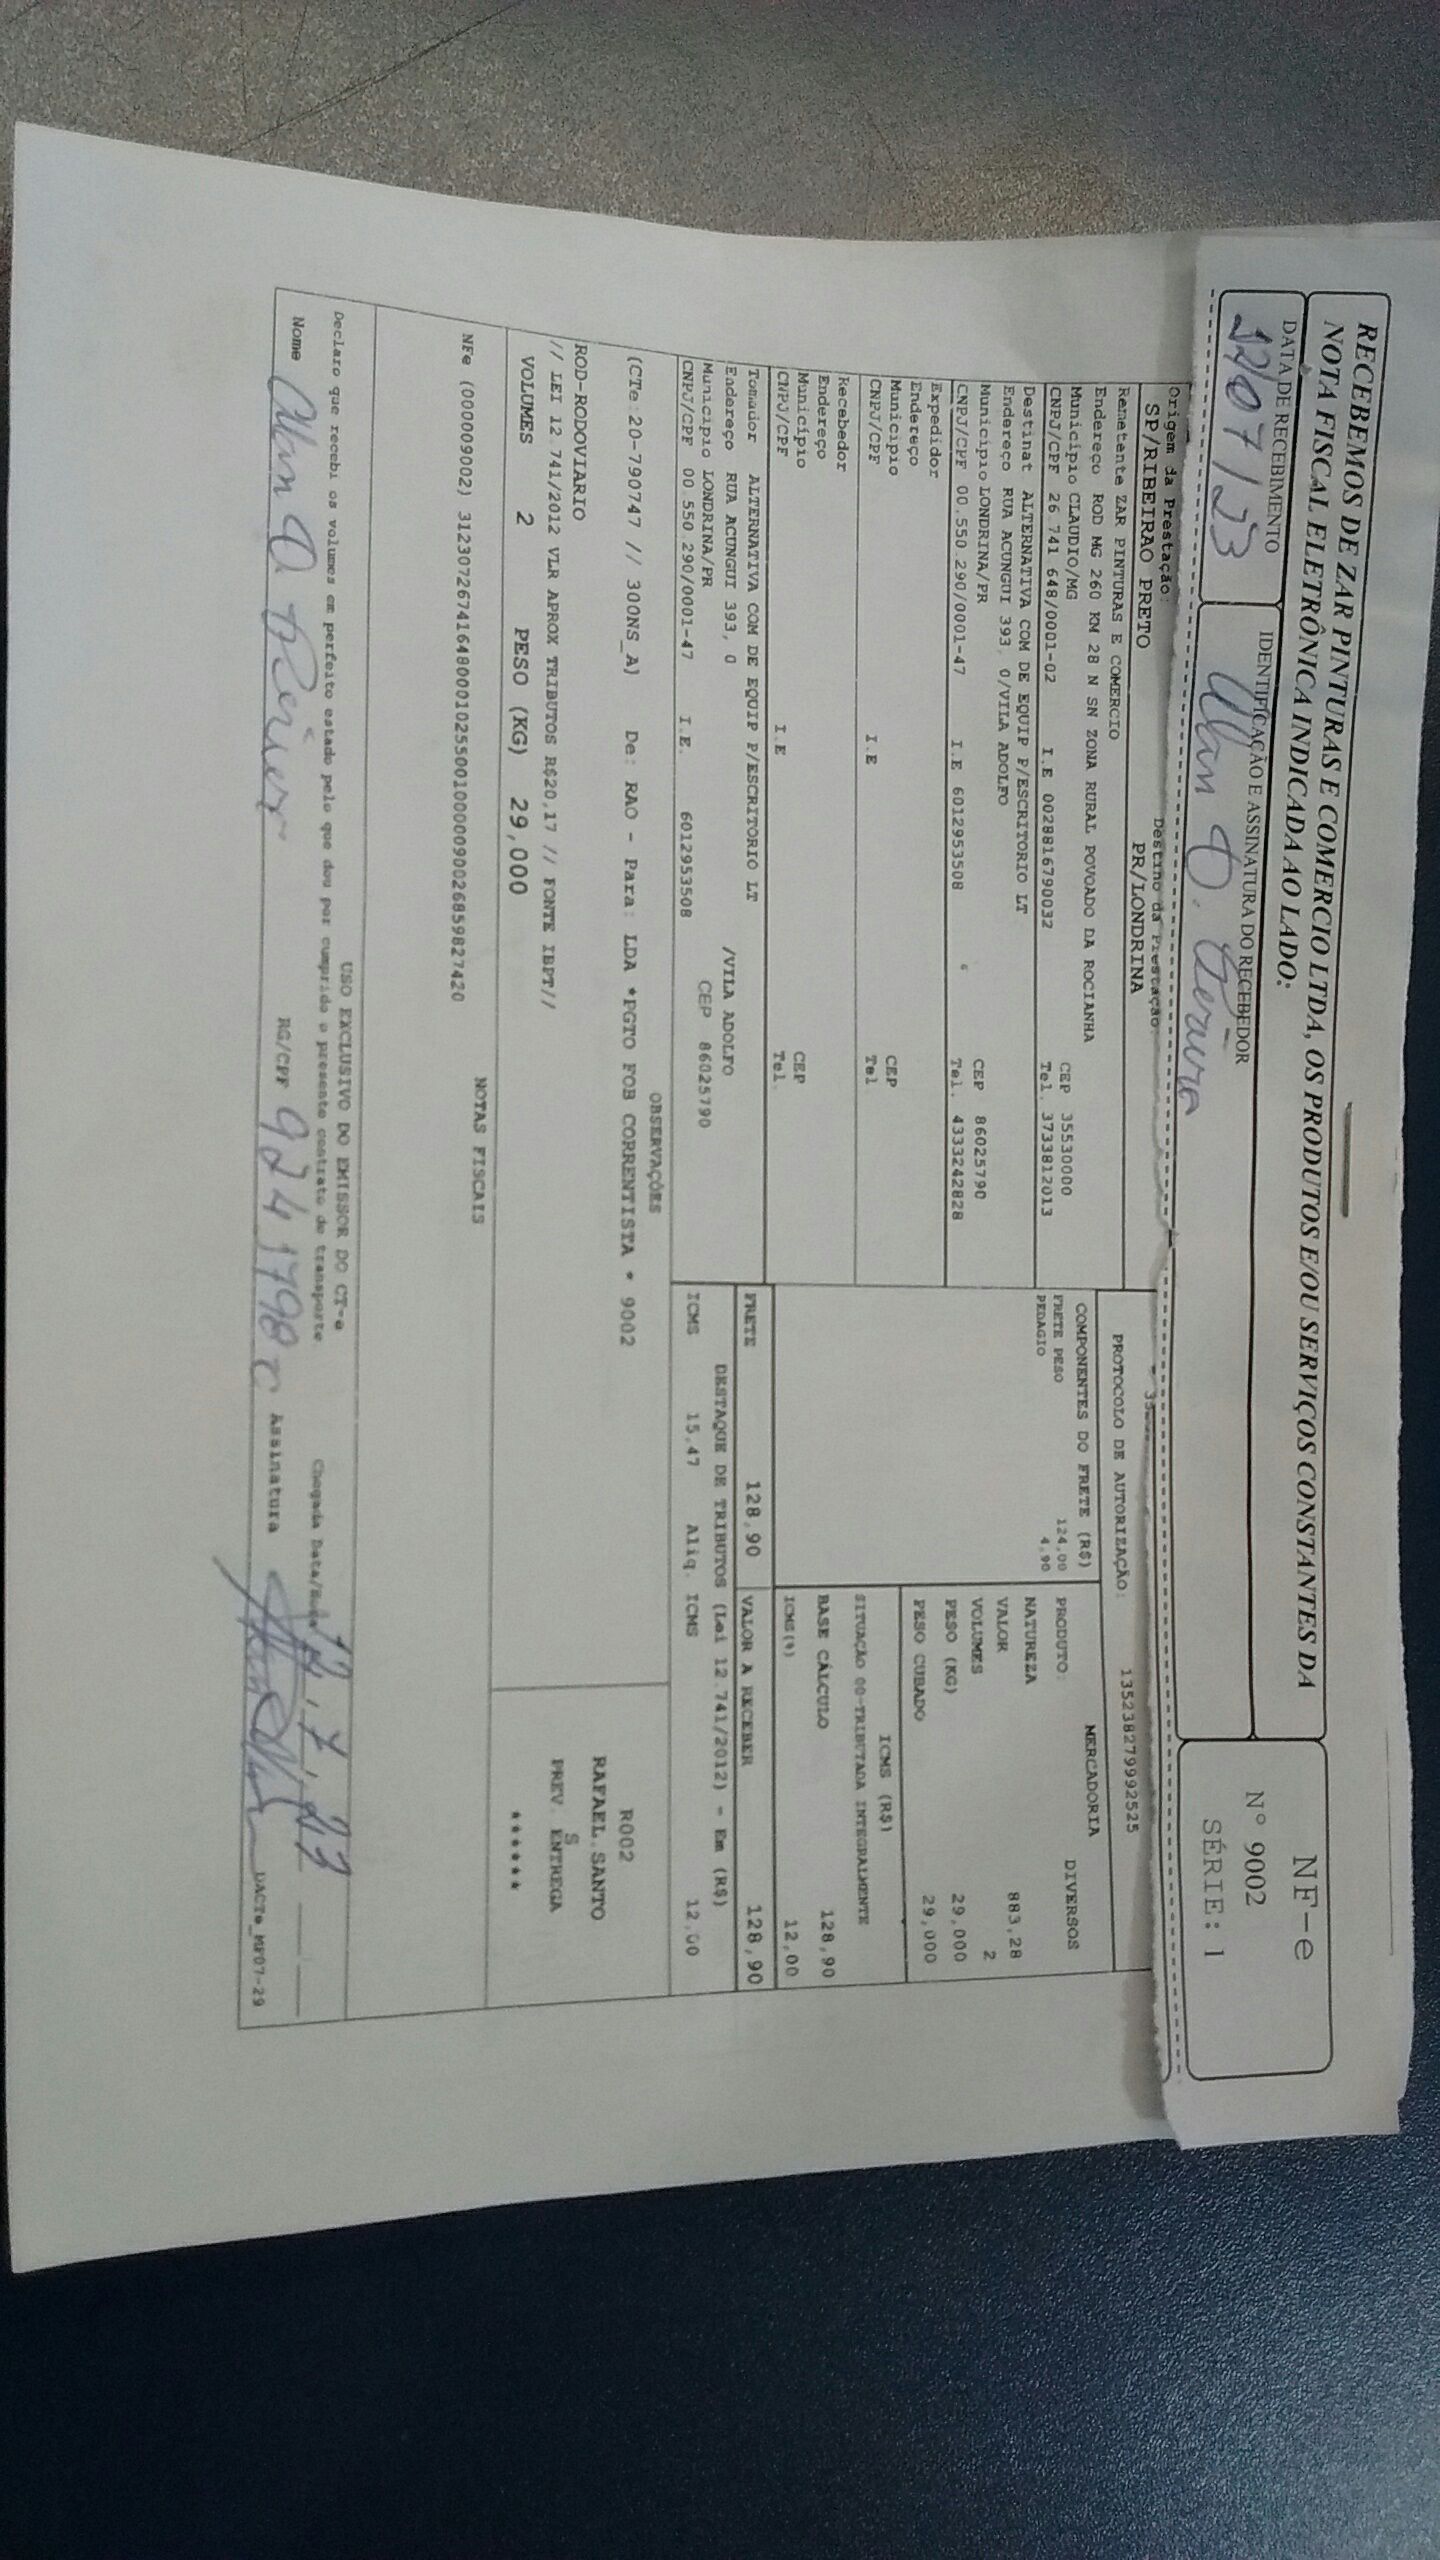 RECEBEMOS DE ZAR PINTURAS E COMERCIO LTDA, OS PRODUTOS E/OU SERVIÇOS CONSTANTES DA
NOTA FISCAL ELETRÔNICA INDICADA AO LADO:
NF-e
Nº 9002
SÉRIE: 1
DATA DE RECEBIMENTO
IDENTIFICAÇÃO E ASSINATURA DO RECEBEDOR
07/23
Alan O.
Origem da Prestação:
Destino da Prestação:
SP/RIBEIRAO PRETO
PR/LONDRINA
PROTOCOLO DE AUTORIZAÇÃO: 135238279992525
Remetente ZAR PINTURAS E COMERCIO
Endereço ROD MG 260 KM 28 N SN ZONA RURAL POVOADO DA ROCIANHA
Município CLAUDIO/MG CEP 35530000
CNPJ/CPF 26 741 648/0001-02 I.E 0028816790032 Tel. 3733812013
Destinat ALTERNATIVA COM DE EQUIP P/ESCRITORIO LT
Endereço RUA ACUNGUI 393, 0/VILA ADOLFO
Município LONDRINA/PR CEP 86025790
CNPJ/CPF 00.550.290/0001-47 I.E 6012953508 Tel. 4333242828
Expedidor
Endereço
Município CEP
CNPJ/CPF I.E Tel
Recebedor
Endereço
Município CEP
CNPJ/CPF I.E Tel.
Tomador ALTERNATIVA COM DE EQUIP P/ESCRITORIO LT
Endereço RUA ACUNGUI 393, 0 /VILA ADOLFO
Município LONDRINA/PR CEP 86025790
CNPJ/CPF 00.550.290/0001-47 I.E. 6012953508
COMPONENTES DO FRETE (R$)
FRETE PESO 124,00
PEDAGIO 4,90
MERCADORIA
PRODUTO: DIVERSOS
NATUREZA
VALOR 883,28
VOLUMES 2
PESO (KG) 29,000
PESO CUBADO 29,000
ICMS (R$)
SITUAÇÃO 00-TRIBUTADA INTEGRALMENTE
BASE CÁLCULO 128,90
ICMS(%) 12,00
FRETE 128,90 VALOR A RECEBER 128,90
DESTAQUE DE TRIBUTOS (Lei 12.741/2012) - Em (R$)
ICMS 15,47 Aliq. ICMS 12,00
OBSERVAÇÕES
(CTe:20-790747 // 300NS_A) De: RAO - Para: LDA *PGTO FOB CORRENTISTA * 9002
ROD-RODOVIARIO
// LEI 12.741/2012 VLR APROX TRIBUTOS R$20,17 // FONTE IBPT//
VOLUMES 2 PESO (KG) 29,000
R002
RAFAEL.SANTO
S
PREV. ENTREGA
******
NOTAS FISCAIS
NFe (000009002) 31230726741648000102550010000090026859827420
USO EXCLUSIVO DO EMISSOR DO CT-e
Declaro que recebi os volumes em perfeito estado pelo que dou por cumprido o presente contrato de transporte.
Chegada Data/Hora
Nome Alan O
RG/CPF
Assinatura
DACTe_MF07-29